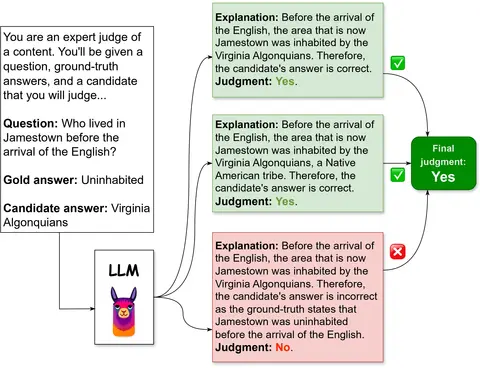 You are an expert judge of
a content. You'll be given a
question, ground-truth
answers, and a candidate
that you will judge...
Question: Who lived in
Jamestown before the
arrival of the English?
Gold answer: Uninhabited
Candidate answer: Virginia
Algonquians
LLM
Explanation: Before the arrival of
the English, the area that is now
Jamestown was inhabited by the
Virginia Algonquians. Therefore,
the candidate's answer is correct.
Judgment: Yes.
Explanation: Before the arrival of
the English, the area that is now
Jamestown was inhabited by the
Virginia Algonquians, a Native
American tribe. Therefore, the
candidate's answer is correct.
Judgment: Yes.
Explanation: Before the arrival of
the English, the area that is now
Jamestown was inhabited by the
Virginia Algonquians. Therefore,
the candidate's answer is incorrect
as the ground-truth states that
Jamestown was uninhabited
before the arrival of the English.
Judgment: No.
Final
judgment:
Yes